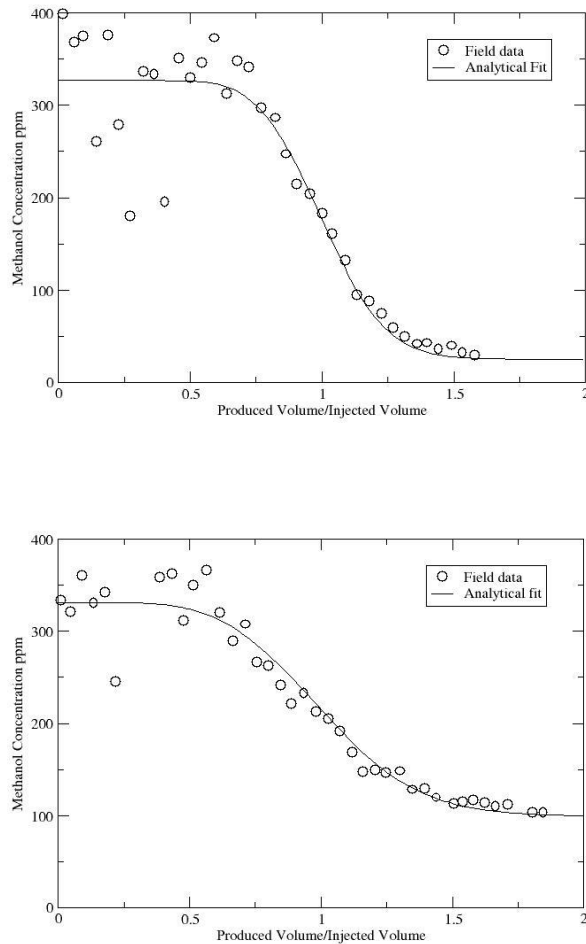 400
300
200
100
0
Methanol Concentration ppm
Field data
Analytical Fit
0 0.5 1 1.5 2
Produced Volume/Injected Volume
400
300
200
100
0
Methanol Concentration ppm
Field data
Analytical fit
0 0.5 1 1.5 2
Produced Volume/Injected Volume